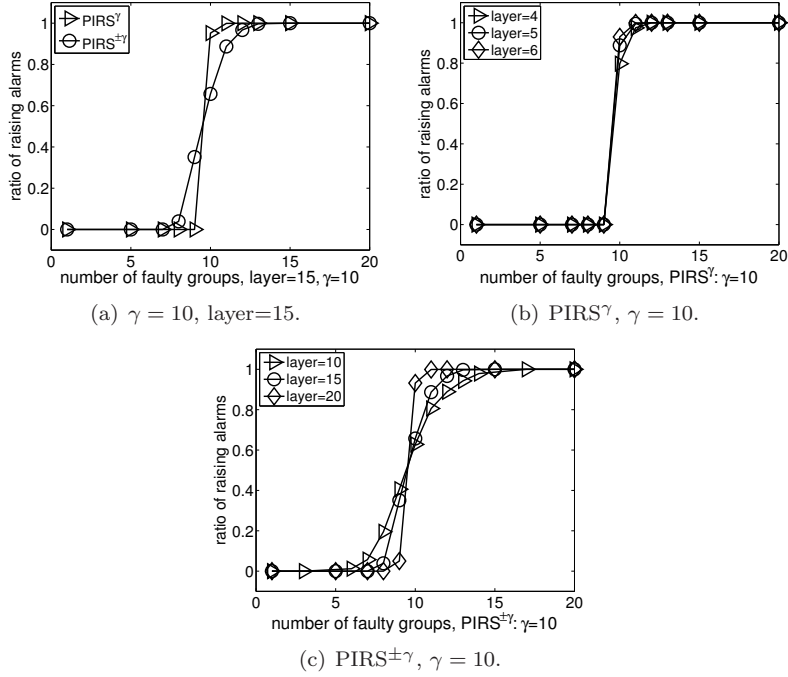 PIRSγ
PIRS±γ
ratio of raising alarms
1
0.8
0.6
0.4
0.2
0
0 5 10 15 20
number of faulty groups, layer=15, γ=10
(a) γ = 10, layer=15.
layer=4
layer=5
layer=6
ratio of raising alarms
1
0.8
0.6
0.4
0.2
0
0 5 10 15 20
number of faulty groups, PIRSγ: γ=10
(b) PIRSγ, γ = 10.
layer=10
layer=15
layer=20
ratio of raising alarms
1
0.8
0.6
0.4
0.2
0
0 5 10 15 20
number of faulty groups, PIRS±γ: γ=10
(c) PIRS±γ, γ = 10.